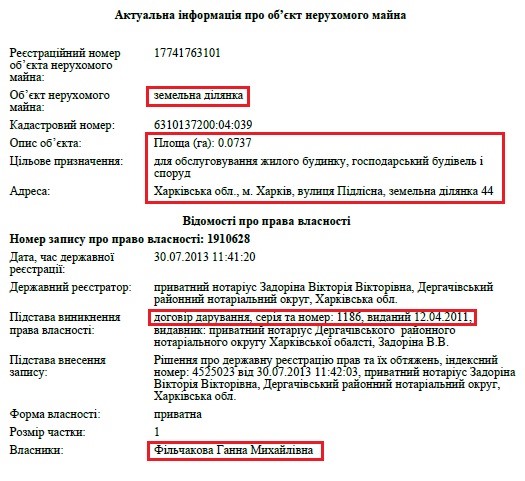 Актуальна інформація про об’єкт нерухомого майна
Реєстраційний номер об’єкта нерухомого майна: 17741763101
Об’єкт нерухомого майна: земельна ділянка
Кадастровий номер: 6310137200:04:039
Опис об’єкта: Площа (га): 0.0737
Цільове призначення: для обслуговування жилого будинку, господарський будівель і споруд
Адреса: Харківська обл., м. Харків, вулиця Підлісна, земельна ділянка 44
Відомості про права власності
Номер запису про право власності: 1910628
Дата, час державної реєстрації: 30.07.2013 11:41:20
Державний реєстратор: приватний нотаріус Задоріна Вікторія Вікторівна, Дергачівський районний нотаріальний округ, Харківська обл.
Підстава виникнення права власності: договір дарування, серія та номер: 1186, виданий 12.04.2011, видавник: приватний нотаріус Дергачівського районного нотаріального округу Харківської обалсті, Задоріна В.В.
Підстава внесення запису: Рішення про державну реєстрацію прав та їх обтяжень, індексний номер: 4525023 від 30.07.2013 11:42:03, приватний нотаріус Задоріна Вікторія Вікторівна, Дергачівський районний нотаріальний округ, Харківська обл.
Форма власності: приватна
Розмір частки: 1
Власники: Фільчакова Ганна Михайлівна